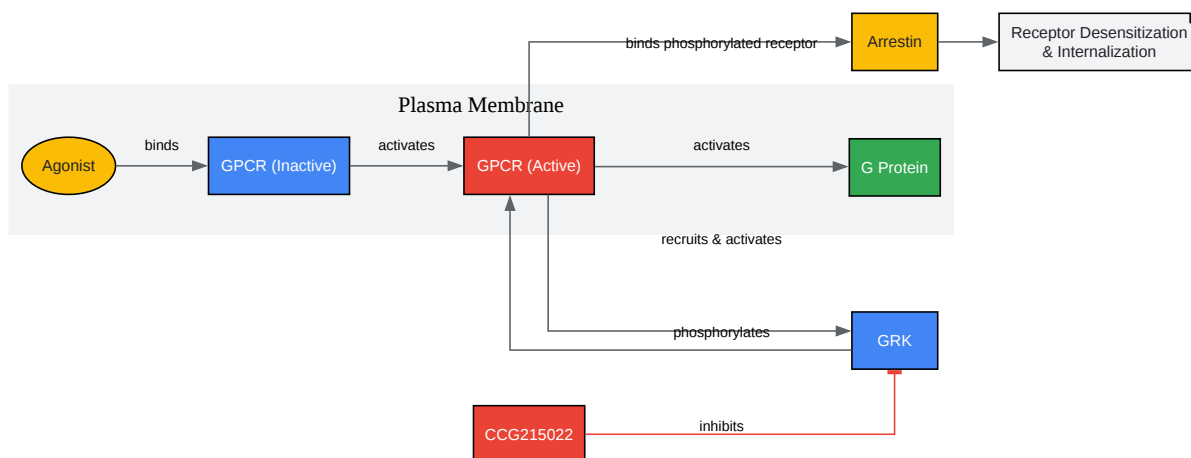 binds phosphorylated receptor
Arrestin
Receptor Desensitization
& Internalization
Plasma Membrane
Agonist
binds
GPCR (Inactive)
activates
GPCR (Active)
activates
G Protein
recruits & activates
phosphorylates
GRK
CCG215022
inhibits